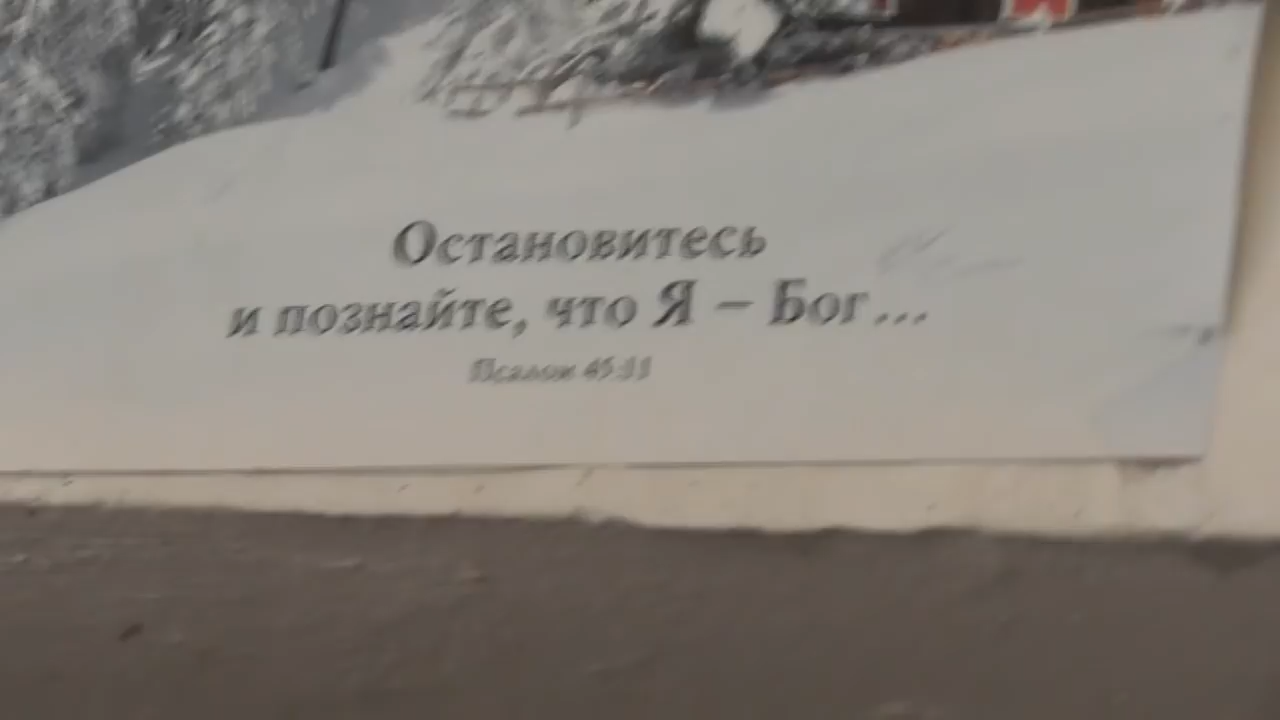 Остановитесь
и познайте, что Я – Бог...
Псалом 45:11